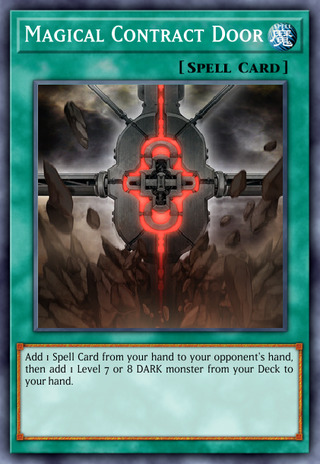 Magical Contract Door
魔
[Spell Card]
Add 1 Spell Card from your hand to your opponent's hand,
then add 1 Level 7 or 8 DARK monster from your Deck to
your hand.